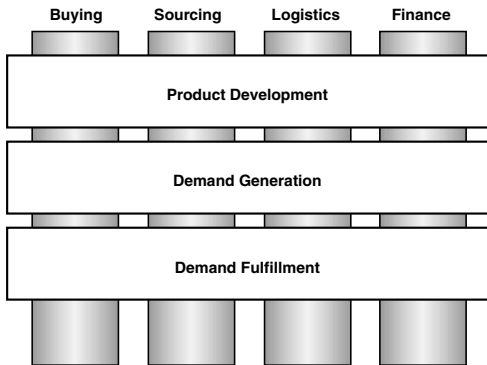 Buying Sourcing Logistics Finance
Product Development
Demand Generation
Demand Fulfillment